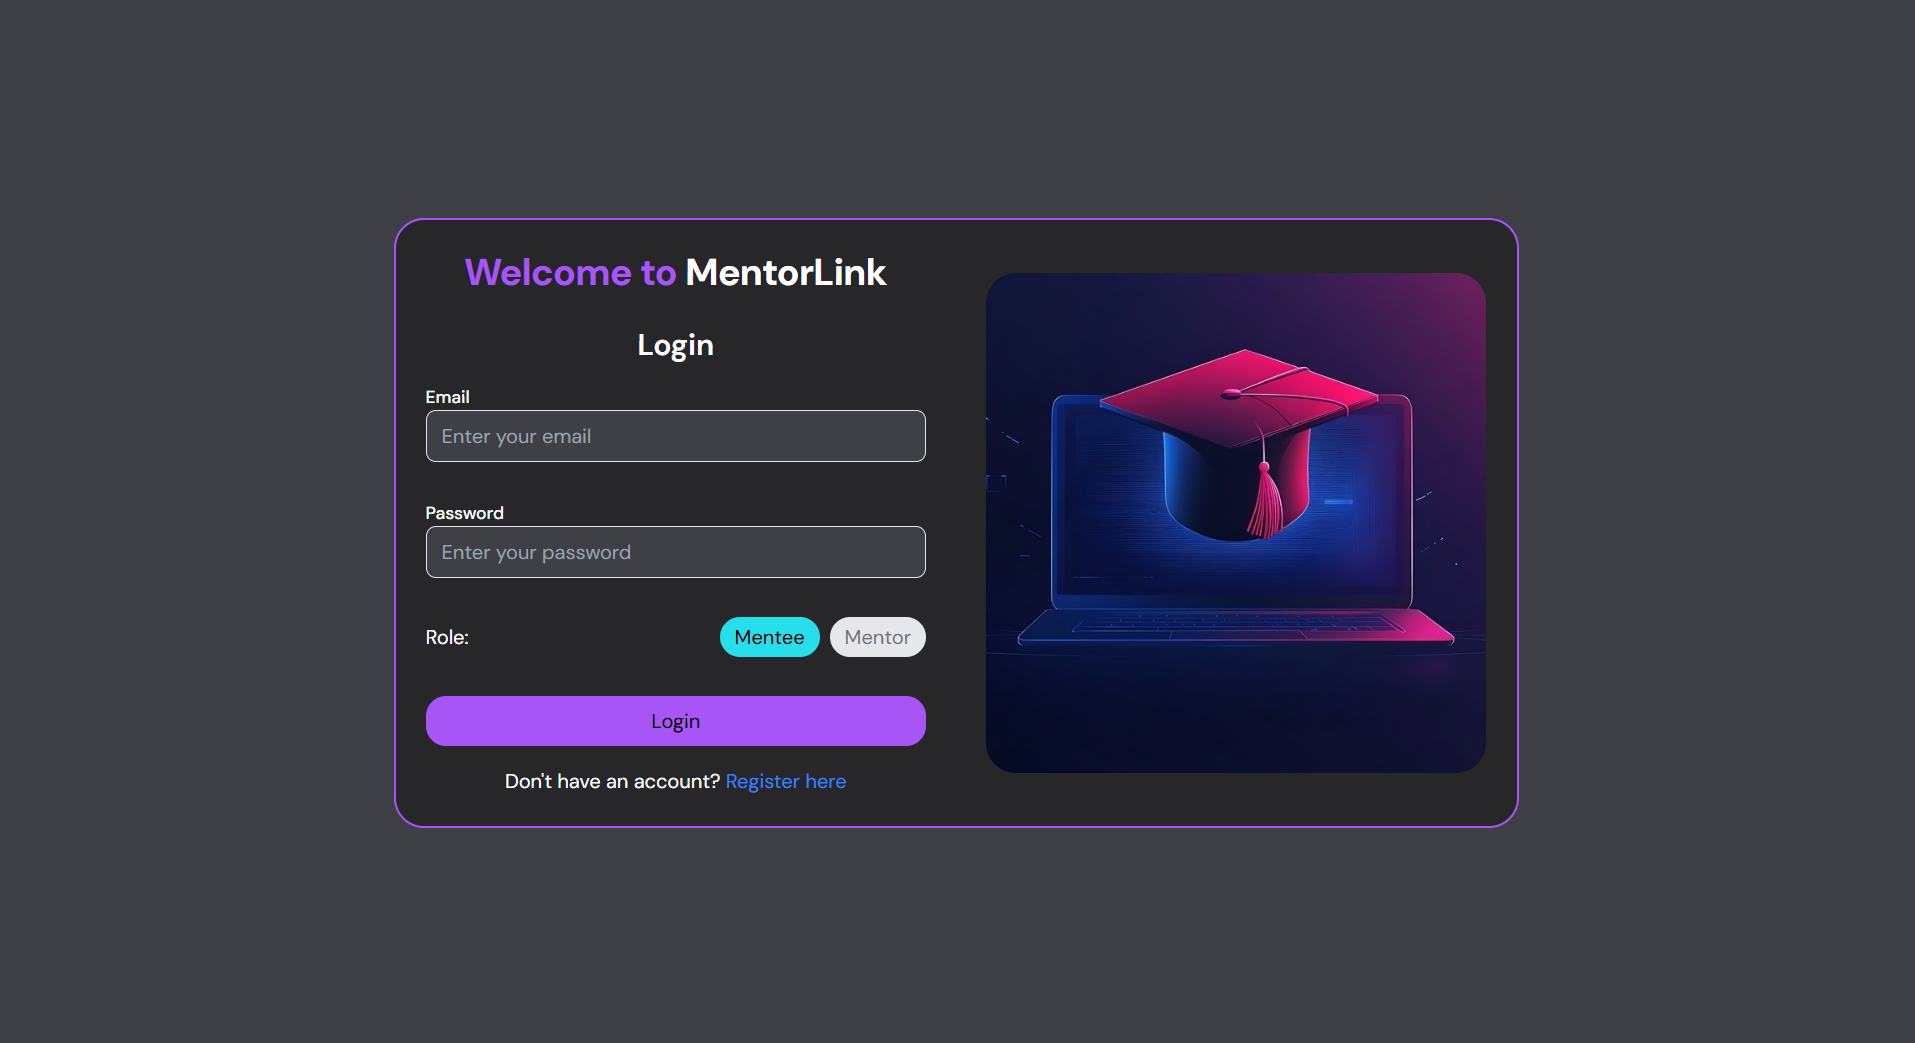 Welcome to MentorLink
Login
Email
Enter your email
Password
Enter your password
Role: Mentee Mentor
Login
Don't have an account? Register here